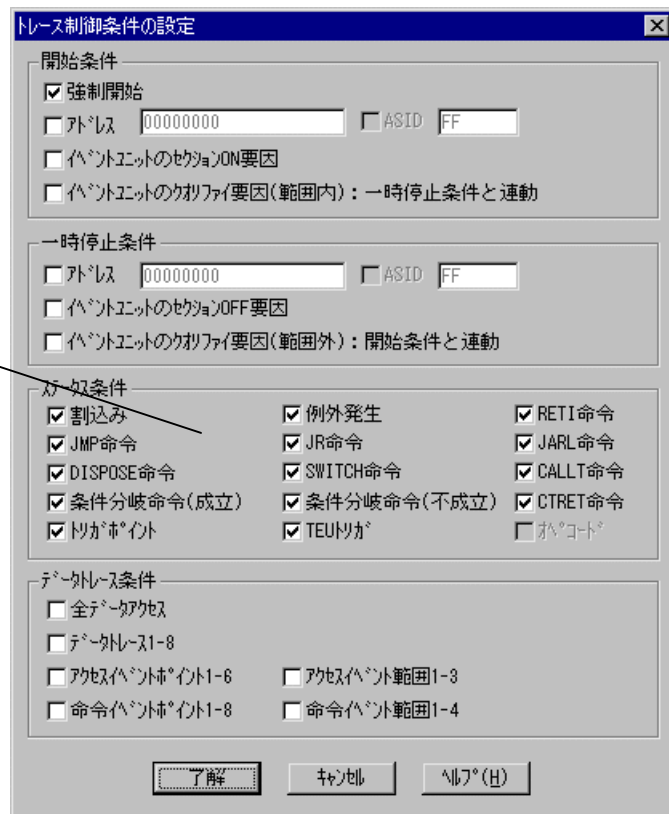 ﾄﾚｰｽ制御条件の設定
開始条件
強制開始
ｱﾄﾞﾚｽ 00000000 ASID FF
ｲﾍﾞﾝﾄﾕﾆｯﾄのｾｸｼｮﾝON要因
ｲﾍﾞﾝﾄﾕﾆｯﾄのｸｵﾘﾌｧｲ要因(範囲内)：一時停止条件と連動
一時停止条件
ｱﾄﾞﾚｽ 00000000 ASID FF
ｲﾍﾞﾝﾄﾕﾆｯﾄのｾｸｼｮﾝOFF要因
ｲﾍﾞﾝﾄﾕﾆｯﾄのｸｵﾘﾌｧｲ要因(範囲外)：開始条件と連動
ｽﾃｰﾀｽ条件
割込み 例外発生 RETI命令
JMP命令 JR命令 JARL命令
DISPOSE命令 SWITCH命令 CALLT命令
条件分岐命令(成立) 条件分岐命令(不成立) CTRET命令
ﾄﾘｶﾞﾎﾟｲﾝﾄ TEUﾄﾘｶﾞ ｵﾍﾟｺｰﾄﾞ
ﾃﾞｰﾀﾄﾚｰｽ条件
全ﾃﾞｰﾀｱｸｾｽ
ﾃﾞｰﾀﾄﾚｰｽ1-8
ｱｸｾｽｲﾍﾞﾝﾄﾎﾟｲﾝﾄ1-6 ｱｸｾｽｲﾍﾞﾝﾄ範囲1-3
命令ｲﾍﾞﾝﾄﾎﾟｲﾝﾄ1-8 命令ｲﾍﾞﾝﾄ範囲1-4
了解 ｷｬﾝｾﾙ ﾍﾙﾌﾟ(H)